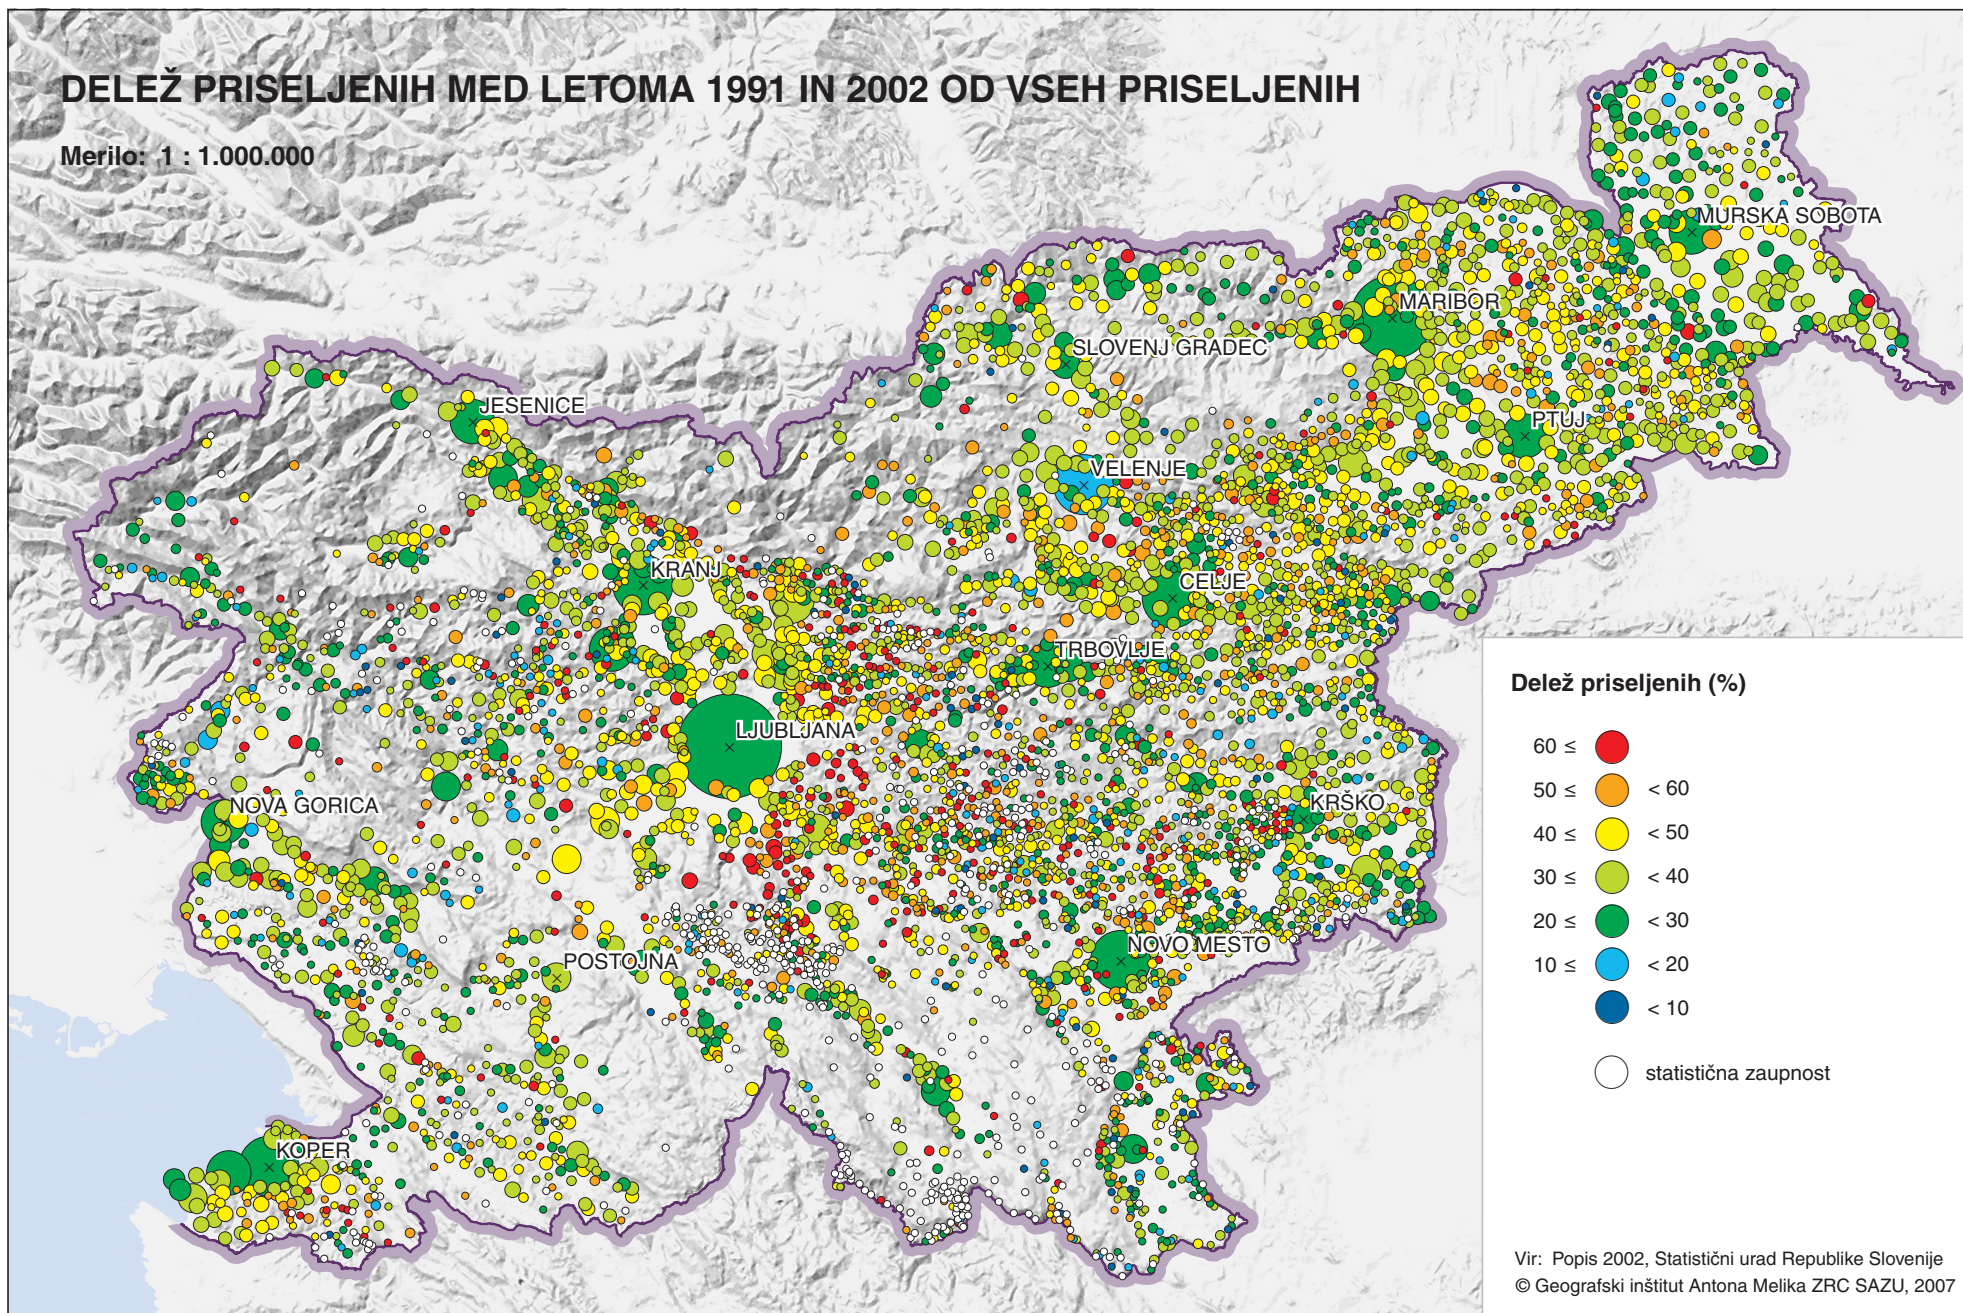 DELEŽ PRISELJENIH MED LETOMA 1991 IN 2002 OD VSEH PRISELJENIH
Merilo: 1 : 1.000.000
MURSKA SOBOTA
MARIBOR
SLOVENJ GRADEC
JESENICE
PTUJ
VELENJE
KRANJ
CELJE
TRBOVLJE
LJUBLJANA
NOVA GORICA
KRŠKO
NOVO MESTO
POSTOJNA
KOPER
Delež priseljenih (%)
60 ≤
50 ≤ < 60
40 ≤ < 50
30 ≤ < 40
20 ≤ < 30
10 ≤ < 20
< 10
statistična zaupnost
Vir: Popis 2002, Statistični urad Republike Slovenije
© Geografski inštitut Antona Melika ZRC SAZU, 2007